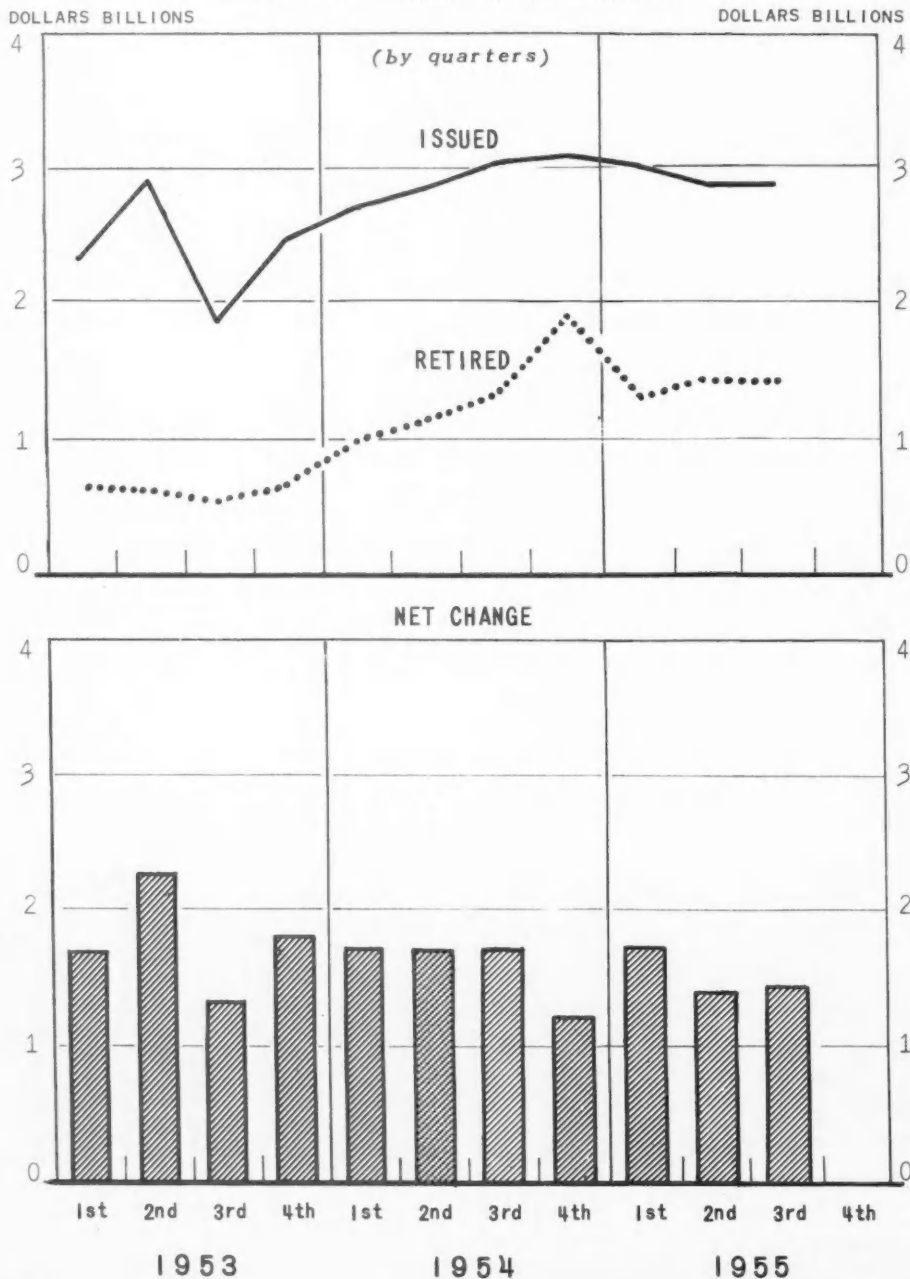 DOLLARS BILLIONS DOLLARS BILLIONS
4 4
(by quarters)
ISSUED
3 3
2 2
RETIRED
1 1
0 0
NET CHANGE
4 4
3 3
2 2
1 1
0 0
1st 2nd 3rd 4th 1st 2nd 3rd 4th 1st 2nd 3rd 4th
1953 1954 1955